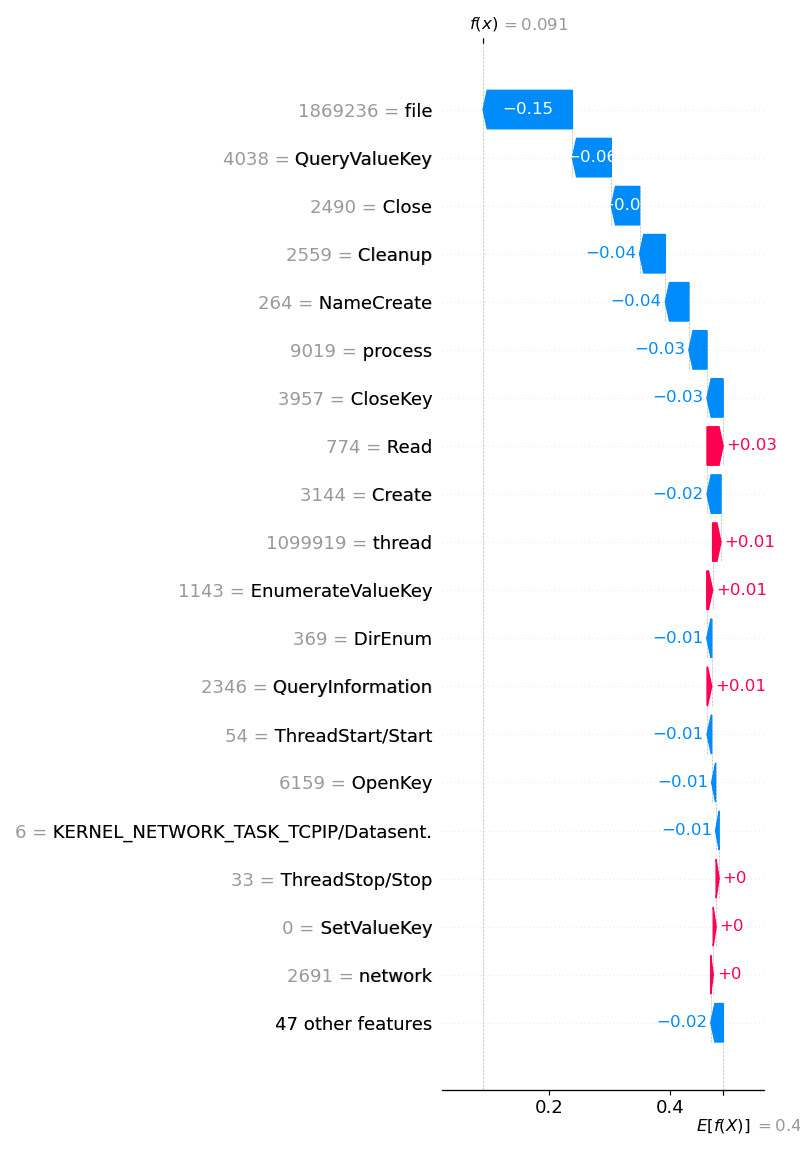 f(x) = 0.091
1869236 = file −0.15
4038 = QueryValueKey −0.06
2490 = Close
2559 = Cleanup −0.04
264 = NameCreate −0.04
9019 = process −0.03
3957 = CloseKey −0.03
774 = Read +0.03
3144 = Create −0.02
1099919 = thread +0.01
1143 = EnumerateValueKey +0.01
369 = DirEnum −0.01
2346 = QueryInformation +0.01
54 = ThreadStart/Start −0.01
6159 = OpenKey −0.01
6 = KERNEL_NETWORK_TASK_TCPIP/Datasent. −0.01
33 = ThreadStop/Stop +0
0 = SetValueKey +0
2691 = network +0
47 other features −0.02
0.2 0.4
E[f(X)] = 0.4